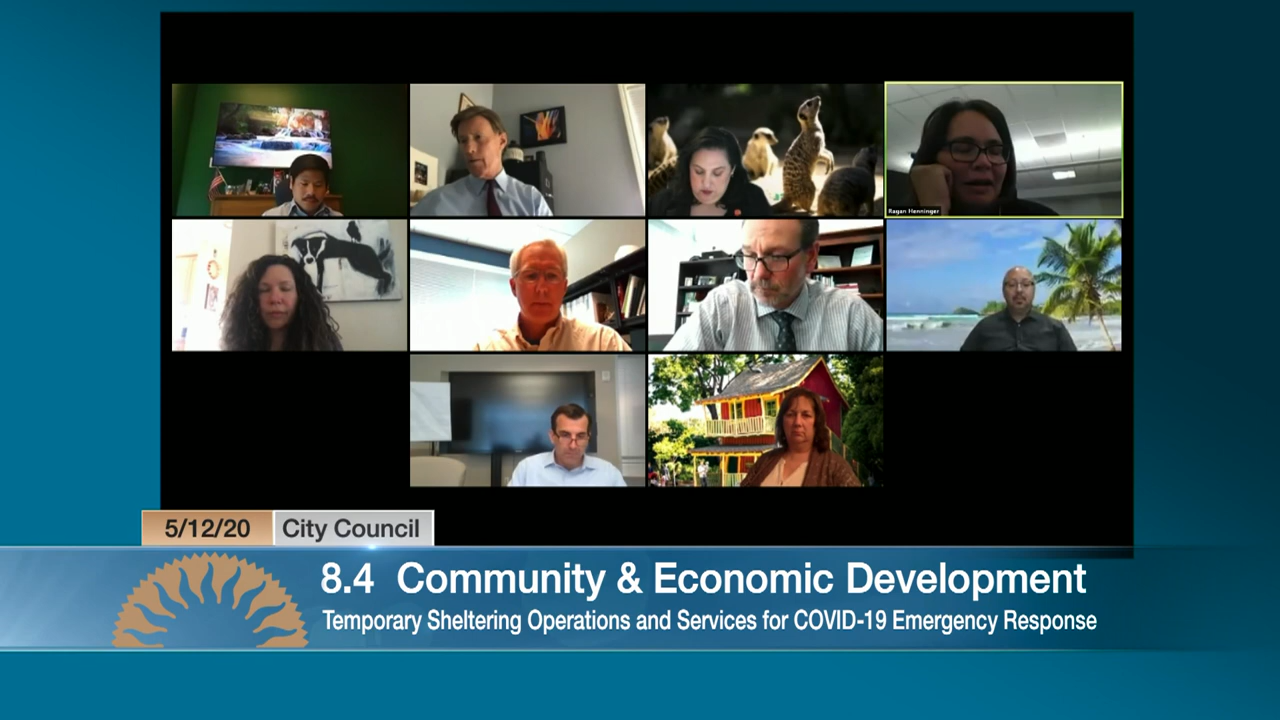 Ragan Henninger
5/12/20 City Council
8.4 Community & Economic Development
Temporary Sheltering Operations and Services for COVID-19 Emergency Response